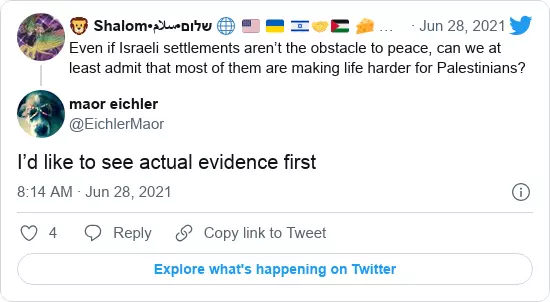 🦁 Shalom•سلام•שלום 🌐 🇺🇸 🇺🇦 🇮🇱🤝🇵🇸 🧀 ... · Jun 28, 2021
Even if Israeli settlements aren’t the obstacle to peace, can we at
least admit that most of them are making life harder for Palestinians?
maor eichler
@EichlerMaor
I’d like to see actual evidence first
8:14 AM · Jun 28, 2021
4 Reply Copy link to Tweet
Explore what's happening on Twitter